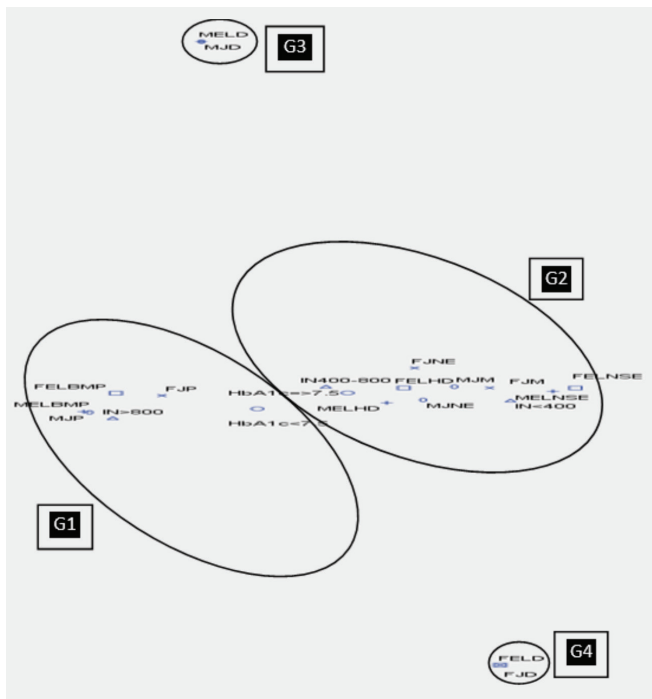 MELD
MJD
G3
G2
FJNE
IN400-800
FELHD
MJM
FJM
FELNSE
FELBMP
FJP
HbA1c=>7.5
MELNSE
MELBMP
IN>800
MELHD
MJNE
IN<400
MJP
HbA1c<7.5
G1
FELD
FJD
G4